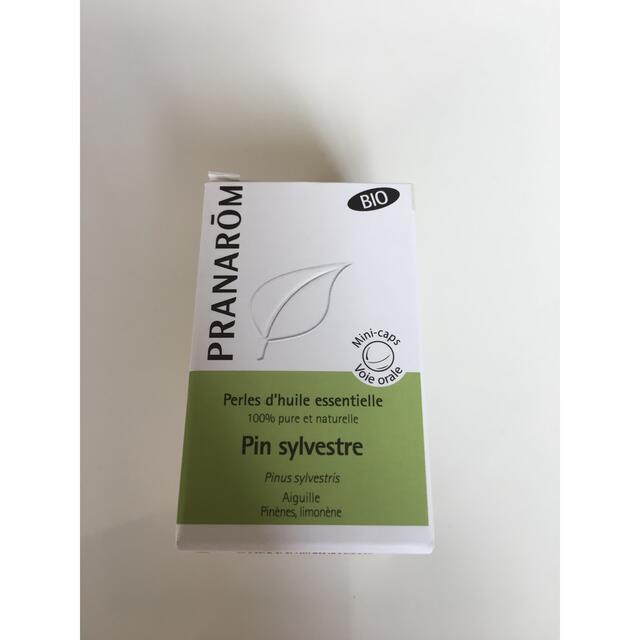 PRANARŌM
BIO
Mini-caps
Voie orale
Perles d'huile essentielle
100% pure et naturelle
Pin sylvestre
Pinus sylvestris
Aiguille
Pinènes, limonène